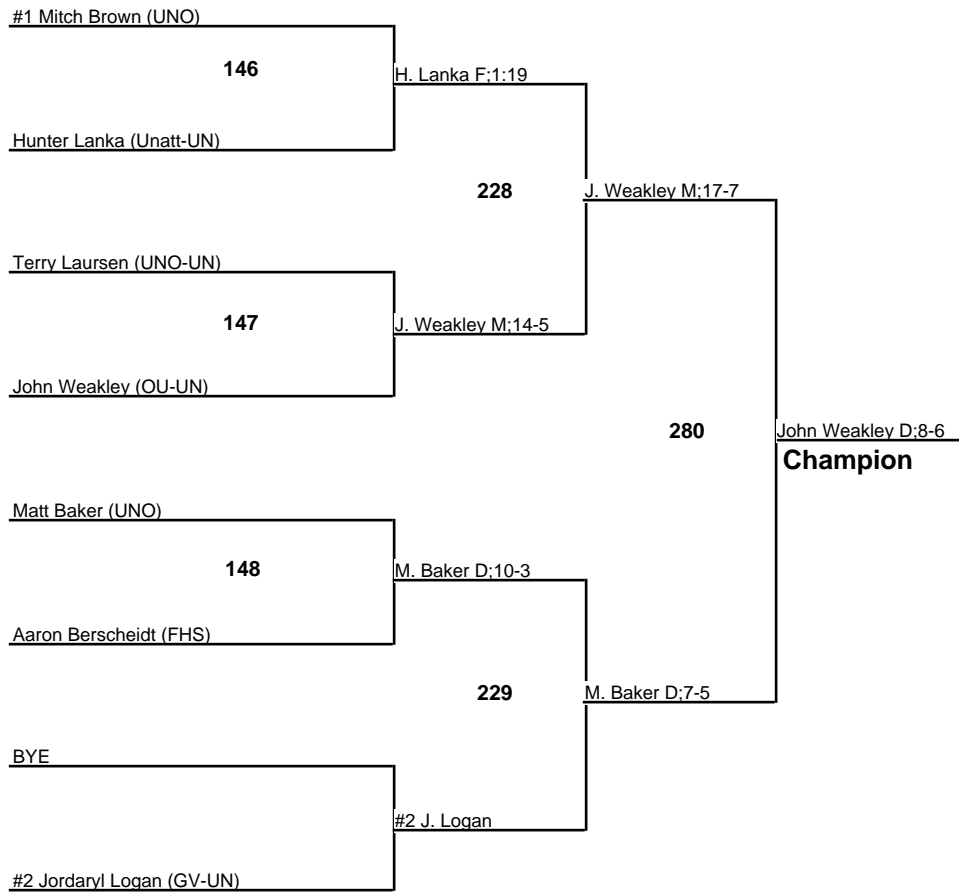 #1 Mitch Brown (UNO)
146
H. Lanka F;1:19
Hunter Lanka (Unatt-UN)
228
J. Weakley M;17-7
Terry Laursen (UNO-UN)
147
J. Weakley M;14-5
John Weakley (OU-UN)
280
John Weakley D;8-6
Champion
Matt Baker (UNO)
148
M. Baker D;10-3
Aaron Berscheidt (FHS)
229
M. Baker D;7-5
BYE
#2 J. Logan
#2 Jordaryl Logan (GV-UN)